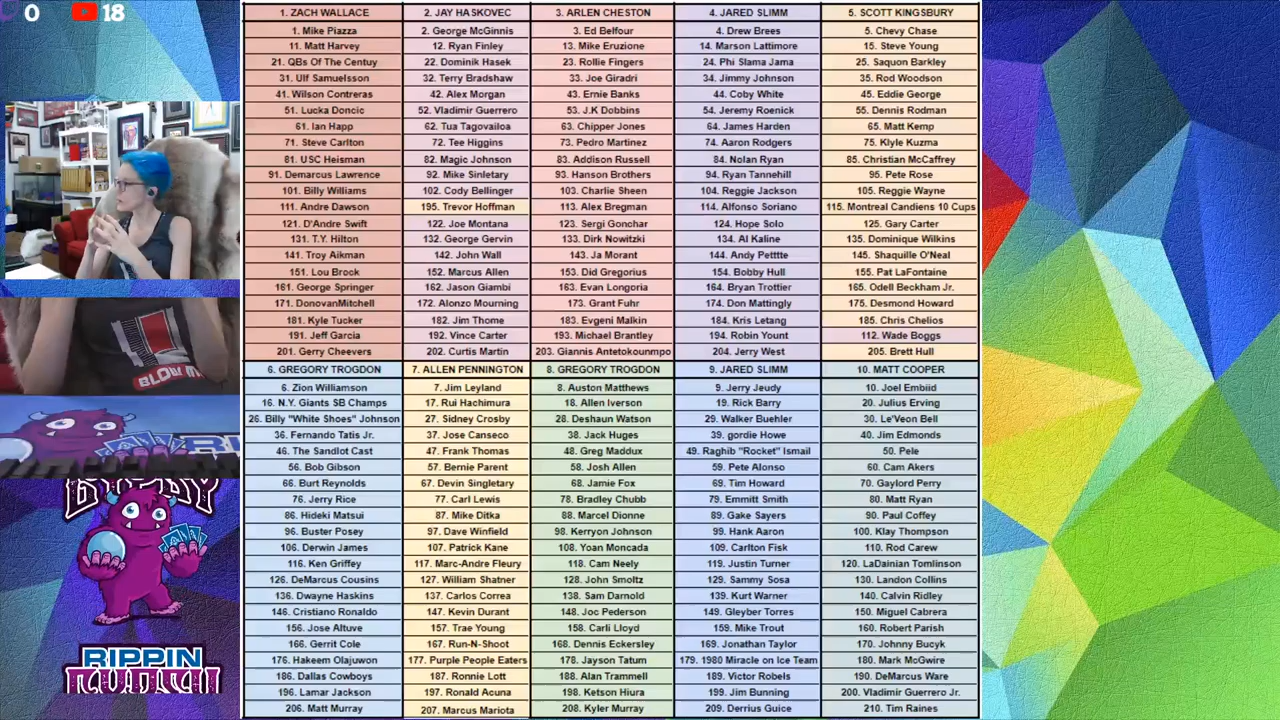 0 18
1. ZACH WALLACE 2. JAY HASKOVEC 3. ARLEN CHESTON 4. JARED SLIMM 5. SCOTT KINGSBURY
1. Mike Piazza 2. George McGinnis 3. Ed Belfour 4. Drew Brees 5. Chevy Chase
11. Matt Harvey 12. Ryan Finley 13. Mike Eruzione 14. Marson Lattimore 15. Steve Young
21. QBs Of The Centuy 22. Dominik Hasek 23. Rollie Fingers 24. Phi Slama Jama 25. Saquon Barkley
31. Ulf Samuelsson 32. Terry Bradshaw 33. Joe Giradri 34. Jimmy Johnson 35. Rod Woodson
41. Wilson Contreras 42. Alex Morgan 43. Ernie Banks 44. Coby White 45. Eddie George
51. Lucka Doncic 52. Vladimir Guerrero 53. J.K Dobbins 54. Jeremy Roenick 55. Dennis Rodman
61. Ian Happ 62. Tua Tagovailoa 63. Chipper Jones 64. James Harden 65. Matt Kemp
71. Steve Carlton 72. Tee Higgins 73. Pedro Martinez 74. Aaron Rodgers 75. Klyle Kuzma
81. USC Heisman 82. Magic Johnson 83. Addison Russell 84. Nolan Ryan 85. Christian McCaffrey
91. Demarcus Lawrence 92. Mike Sinletary 93. Hanson Brothers 94. Ryan Tannehill 95. Pete Rose
101. Billy Williams 102. Cody Bellinger 103. Charlie Sheen 104. Reggie Jackson 105. Reggie Wayne
111. Andre Dawson 195. Trevor Hoffman 113. Alex Bregman 114. Alfonso Soriano 115. Montreal Candiens 10 Cups
121. D'Andre Swift 122. Joe Montana 123. Sergi Gonchar 124. Hope Solo 125. Gary Carter
131. T.Y. Hilton 132. George Gervin 133. Dirk Nowitzki 134. Al Kaline 135. Dominique Wilkins
141. Troy Aikman 142. John Wall 143. Ja Morant 144. Andy Petttte 145. Shaquille O'Neal
151. Lou Brock 152. Marcus Allen 153. Did Gregorius 154. Bobby Hull 155. Pat LaFontaine
161. George Springer 162. Jason Giambi 163. Evan Longoria 164. Bryan Trottier 165. Odell Beckham Jr.
171. DonovanMitchell 172. Alonzo Mourning 173. Grant Fuhr 174. Don Mattingly 175. Desmond Howard
181. Kyle Tucker 182. Jim Thome 183. Evgeni Malkin 184. Kris Letang 185. Chris Chelios
191. Jeff Garcia 192. Vince Carter 193. Michael Brantley 194. Robin Yount 112. Wade Boggs
201. Gerry Cheevers 202. Curtis Martin 203. Giannis Antetokounmpo 204. Jerry West 205. Brett Hull
6. GREGORY TROGDON 7. ALLEN PENNINGTON 8. GREGORY TROGDON 9. JARED SLIMM 10. MATT COOPER
6. Zion Williamson 7. Jim Leyland 8. Auston Matthews 9. Jerry Jeudy 10. Joel Embiid
16. N.Y. Giants SB Champs 17. Rui Hachimura 18. Allen Iverson 19. Rick Barry 20. Julius Erving
26. Billy "White Shoes" Johnson 27. Sidney Crosby 28. Deshaun Watson 29. Walker Buehler 30. Le'Veon Bell
36. Fernando Tatis Jr. 37. Jose Canseco 38. Jack Huges 39. gordie Howe 40. Jim Edmonds
46. The Sandlot Cast 47. Frank Thomas 48. Greg Maddux 49. Raghib "Rocket" Ismail 50. Pele
56. Bob Gibson 57. Bernie Parent 58. Josh Allen 59. Pete Alonso 60. Cam Akers
66. Burt Reynolds 67. Devin Singletary 68. Jamie Fox 69. Tim Howard 70. Gaylord Perry
76. Jerry Rice 77. Carl Lewis 78. Bradley Chubb 79. Emmitt Smith 80. Matt Ryan
86. Hideki Matsui 87. Mike Ditka 88. Marcel Dionne 89. Gake Sayers 90. Paul Coffey
96. Buster Posey 97. Dave Winfield 98. Kerryon Johnson 99. Hank Aaron 100. Klay Thompson
106. Derwin James 107. Patrick Kane 108. Yoan Moncada 109. Carlton Fisk 110. Rod Carew
116. Ken Griffey 117. Marc-Andre Fleury 118. Cam Neely 119. Justin Turner 120. LaDainian Tomlinson
126. DeMarcus Cousins 127. William Shatner 128. John Smoltz 129. Sammy Sosa 130. Landon Collins
136. Dwayne Haskins 137. Carlos Correa 138. Sam Darnold 139. Kurt Warner 140. Calvin Ridley
146. Cristiano Ronaldo 147. Kevin Durant 148. Joc Pederson 149. Gleyber Torres 150. Miguel Cabrera
156. Jose Altuve 157. Trae Young 158. Carli Lloyd 159. Mike Trout 160. Robert Parish
166. Gerrit Cole 167. Run-N-Shoot 168. Dennis Eckersley 169. Jonathan Taylor 170. Johnny Bucyk
176. Hakeem Olajuwon 177. Purple People Eaters 178. Jayson Tatum 179. 1980 Miracle on Ice Team 180. Mark McGwire
186. Dallas Cowboys 187. Ronnie Lott 188. Alan Trammell 189. Victor Robels 190. DeMarcus Ware
196. Lamar Jackson 197. Ronald Acuna 198. Ketson Hiura 199. Jim Bunning 200. Vladimir Guerrero Jr.
206. Matt Murray 207. Marcus Mariota 208. Kyler Murray 209. Derrius Guice 210. Tim Raines
BLOW
RIPPIN